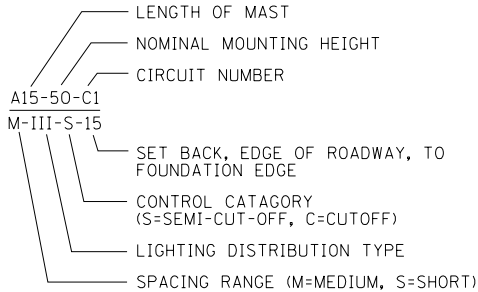 LENGTH OF MAST
NOMINAL MOUNTING HEIGHT
CIRCUIT NUMBER
A15-50-C1
M-III-S-15
SET BACK, EDGE OF ROADWAY, TO
FOUNDATION EDGE
CONTROL CATAGORY
(S=SEMI-CUT-OFF, C=CUTOFF)
LIGHTING DISTRIBUTION TYPE
SPACING RANGE (M=MEDIUM, S=SHORT)